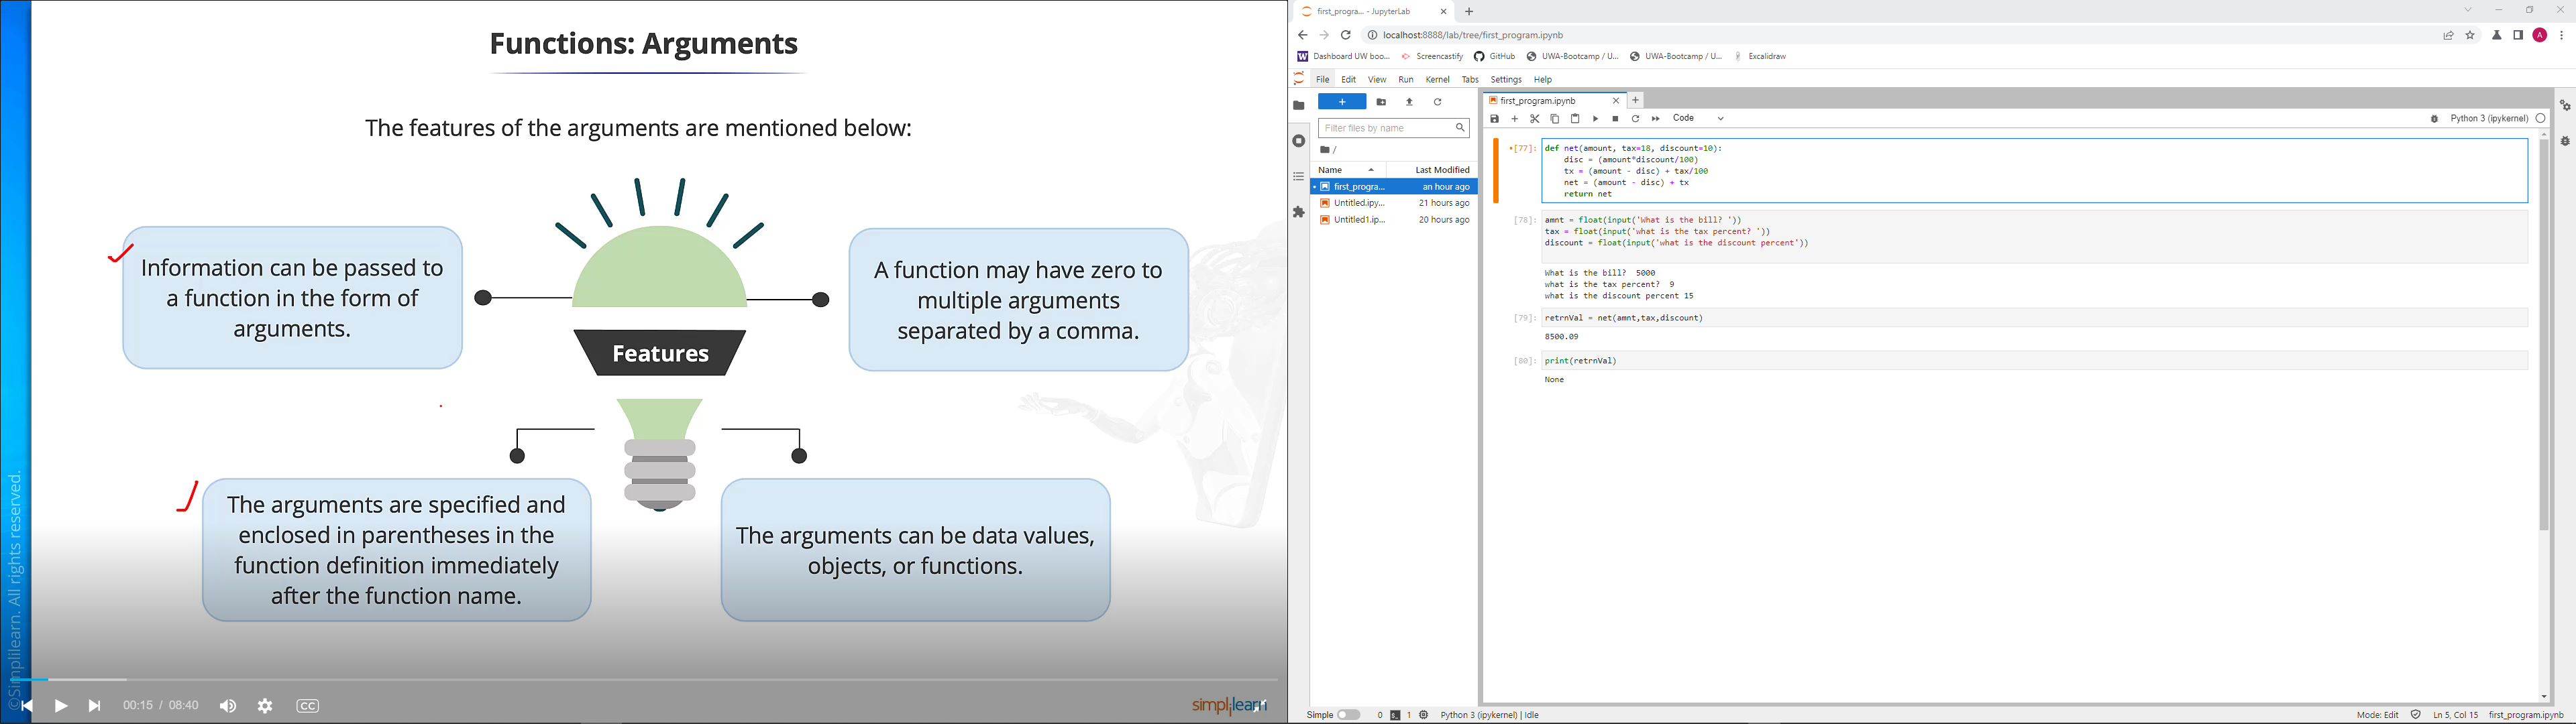 Functions: Arguments
The features of the arguments are mentioned below:
Information can be passed to
a function in the form of
arguments.
A function may have zero to
multiple arguments
separated by a comma.
Features
The arguments are specified and
enclosed in parentheses in the
function definition immediately
after the function name.
The arguments can be data values,
objects, or functions.
©Simplilearn. All rights reserved.
00:15 / 08:40
CC
simplilearn
first_progra... - JupyterLab
localhost:8888/lab/tree/first_program.ipynb
A
Dashboard UW boo... Screencastify GitHub UWA-Bootcamp / U... UWA-Bootcamp / U... Excalidraw
File Edit View Run Kernel Tabs Settings Help
Filter files by name
/
Name Last Modified
first_progra... an hour ago
Untitled.ipy... 21 hours ago
Untitled1.ip... 20 hours ago
first_program.ipynb
Code
Python 3 (ipykernel)
[77]: def net(amount, tax=18, discount=10):
disc = (amount*discount/100)
tx = (amount - disc) + tax/100
net = (amount - disc) + tx
return net
[78]: amnt = float(input('What is the bill? '))
tax = float(input('what is the tax percent? '))
discount = float(input('what is the discount percent'))
What is the bill? 5000
what is the tax percent? 9
what is the discount percent 15
[79]: retrnVal = net(amnt,tax,discount)
8500.09
[80]: print(retrnVal)
None
Simple 0 1 Python 3 (ipykernel) | Idle
Mode: Edit Ln 5, Col 15 first_program.ipynb